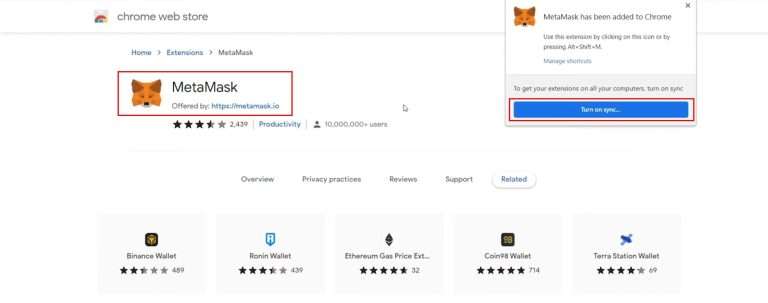 chrome web store
Home > Extensions > MetaMask
MetaMask
Offered by: https://metamask.io
2,439 Productivity 10,000,000+ users
MetaMask has been added to Chrome
Use this extension by clicking on this icon or by
pressing Alt+Shift+M.
Manage shortcuts
To get your extensions on all your computers, turn on sync
Turn on sync...
Overview Privacy practices Reviews Support Related
Binance Wallet Ronin Wallet Ethereum Gas Price Ext... Coin98 Wallet Terra Station Wallet
489 439 32 714 69